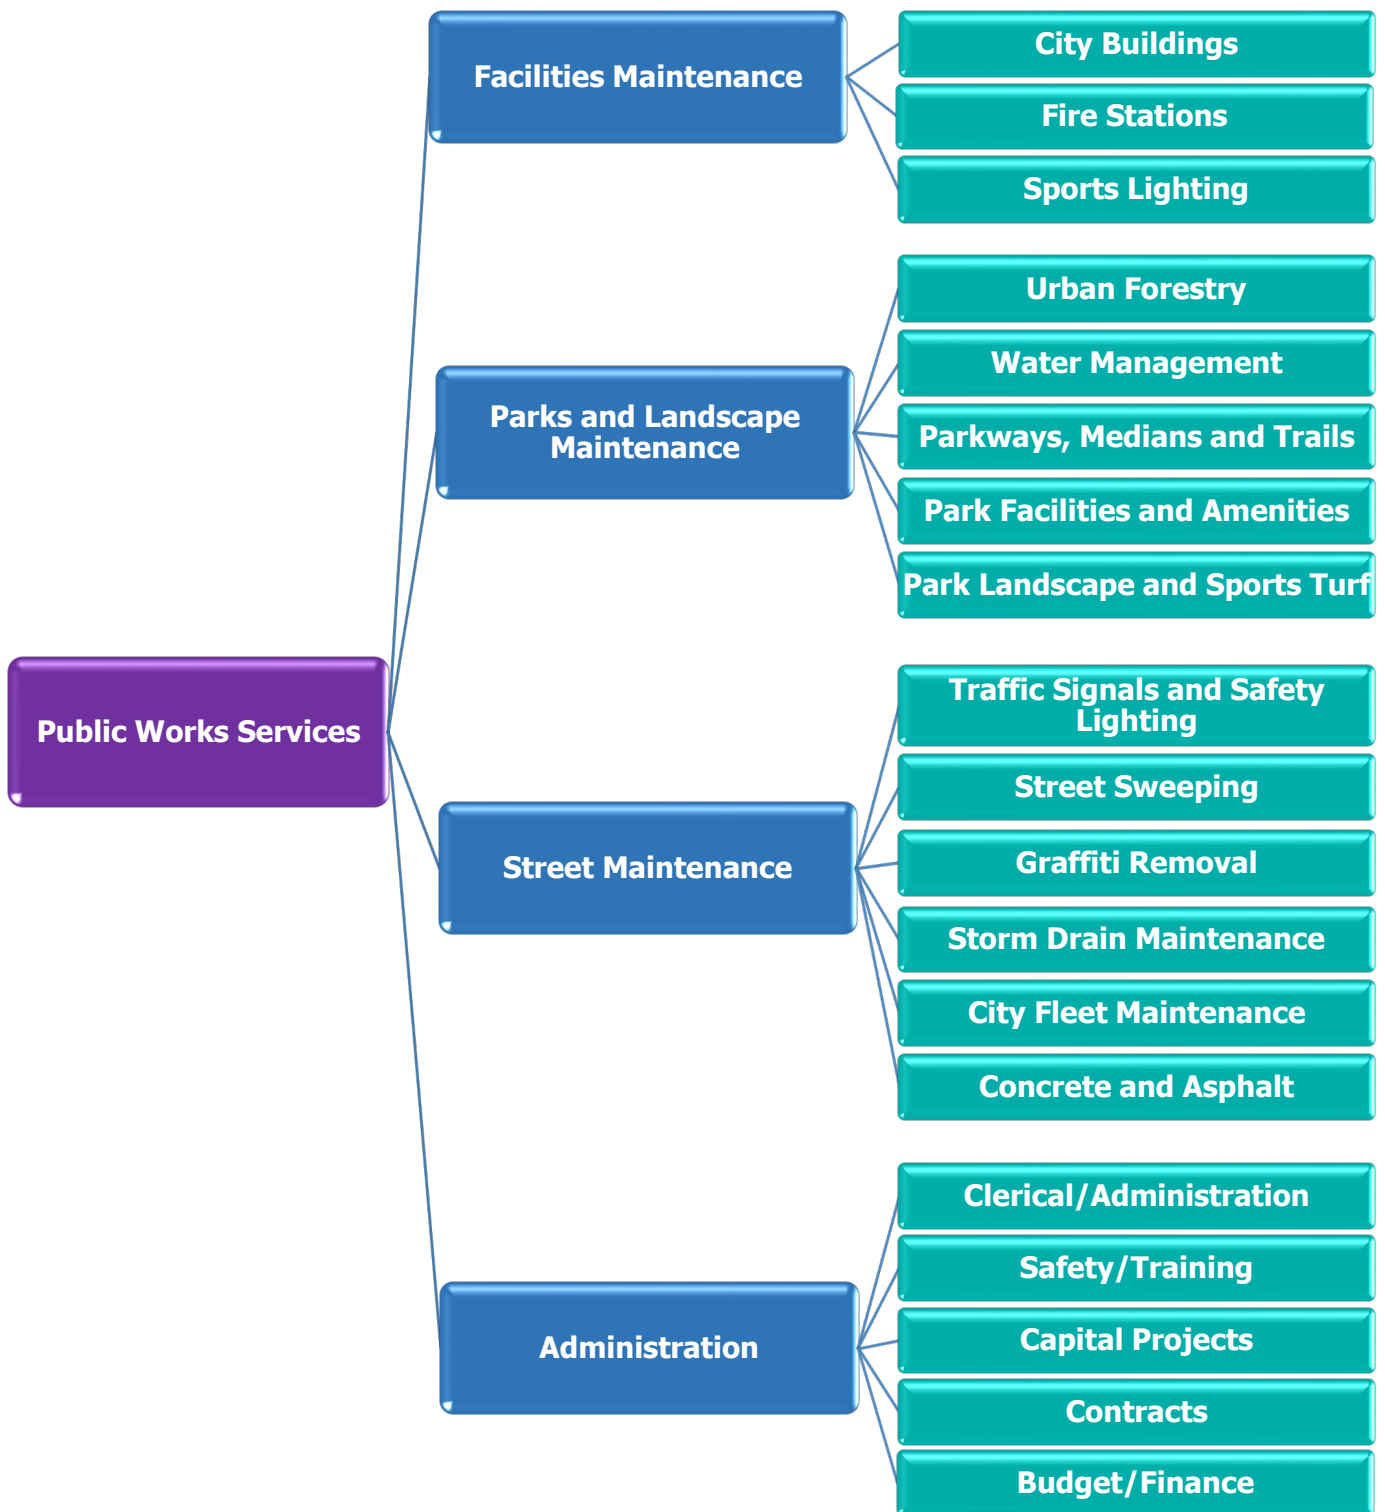 Public Works Services
Facilities Maintenance
City Buildings
Fire Stations
Sports Lighting
Parks and Landscape
Maintenance
Urban Forestry
Water Management
Parkways, Medians and Trails
Park Facilities and Amenities
Park Landscape and Sports Turf
Street Maintenance
Traffic Signals and Safety
Lighting
Street Sweeping
Graffiti Removal
Storm Drain Maintenance
City Fleet Maintenance
Concrete and Asphalt
Administration
Clerical/Administration
Safety/Training
Capital Projects
Contracts
Budget/Finance